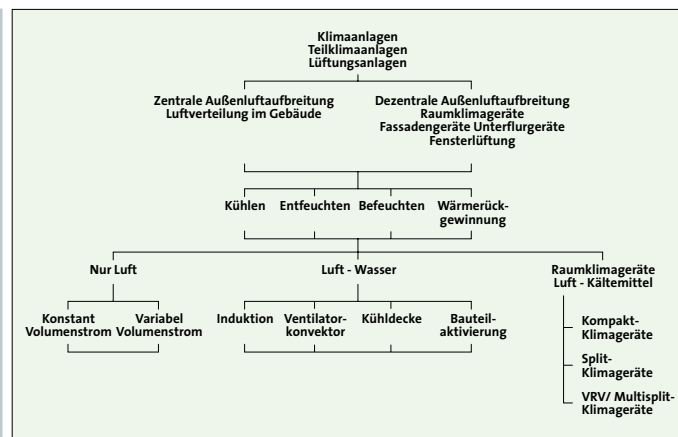 Klimaanlagen
Teilklimaanlagen
Lüftungsanlagen
Zentrale Außenluftaufbreitung
Luftverteilung im Gebäude
Dezentrale Außenluftaufbreitung
Raumklimageräte
Fassadengeräte Unterflurgeräte
Fensterlüftung
Kühlen
Entfeuchten
Befeuchten
Wärmerück-
gewinnung
Nur Luft
Luft - Wasser
Raumklimageräte
Luft - Kältemittel
Konstant
Volumenstrom
Variabel
Volumenstrom
Induktion
Ventilator-
konvektor
Kühldecke
Bauteil-
aktivierung
Kompakt-
Klimageräte
Split-
Klimageräte
VRV/ Multisplit-
Klimageräte